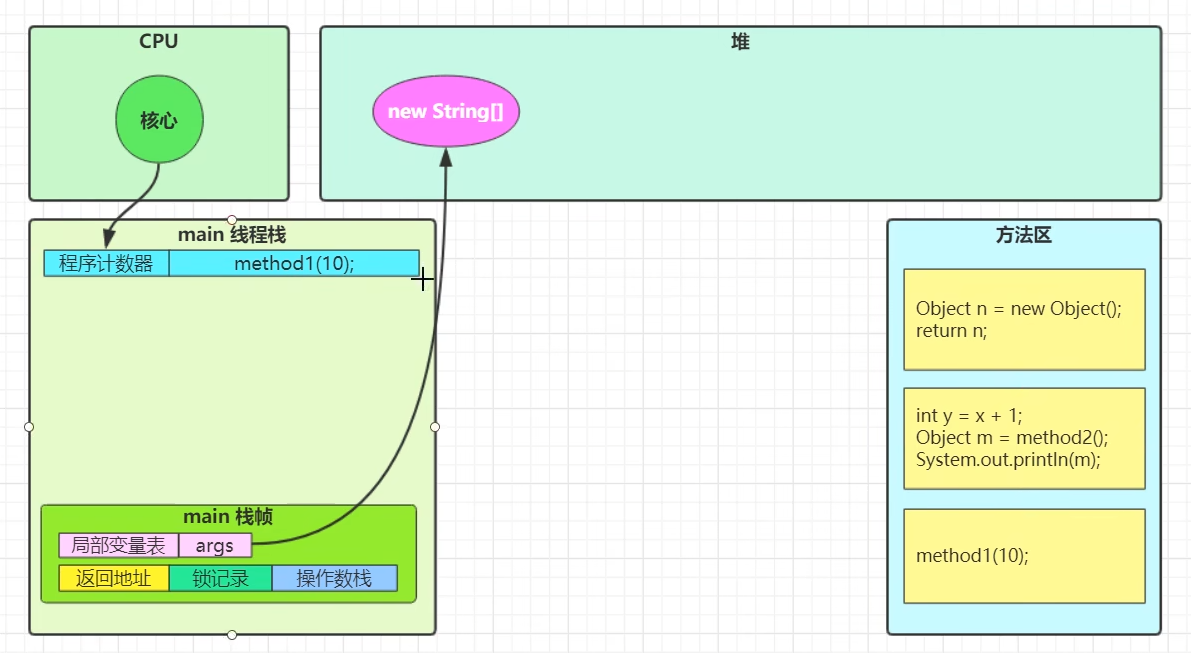 CPU
核心
堆
new String[]
main 线程栈
程序计数器
method1(10);
main 栈帧
局部变量表
args
返回地址
锁记录
操作数栈
方法区
Object n = new Object();
return n;
int y = x + 1;
Object m = method2();
System.out.println(m);
method1(10);